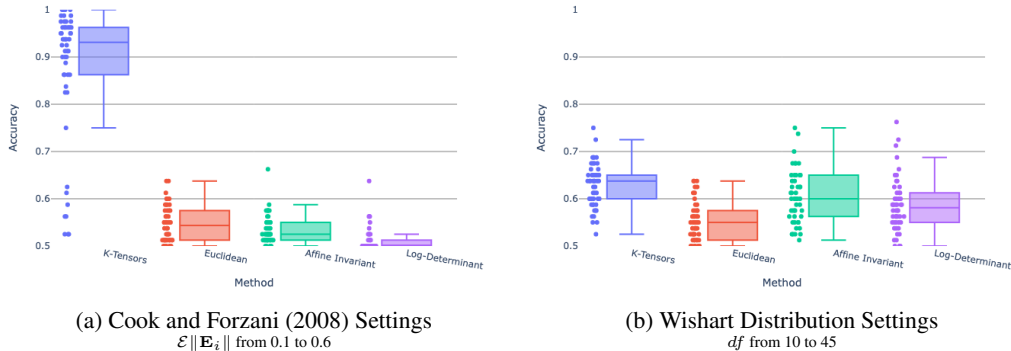 1
0.9
0.8
0.7
0.6
0.5
Accuracy
K-Tensors
Euclidean
Affine Invariant
Log-Determinant
Method
1
0.9
0.8
0.7
0.6
0.5
Accuracy
K-Tensors
Euclidean
Affine Invariant
Log-Determinant
Method
(a) Cook and Forzani (2008) Settings
ℰ‖𝐄ᵢ‖ from 0.1 to 0.6
(b) Wishart Distribution Settings
df from 10 to 45